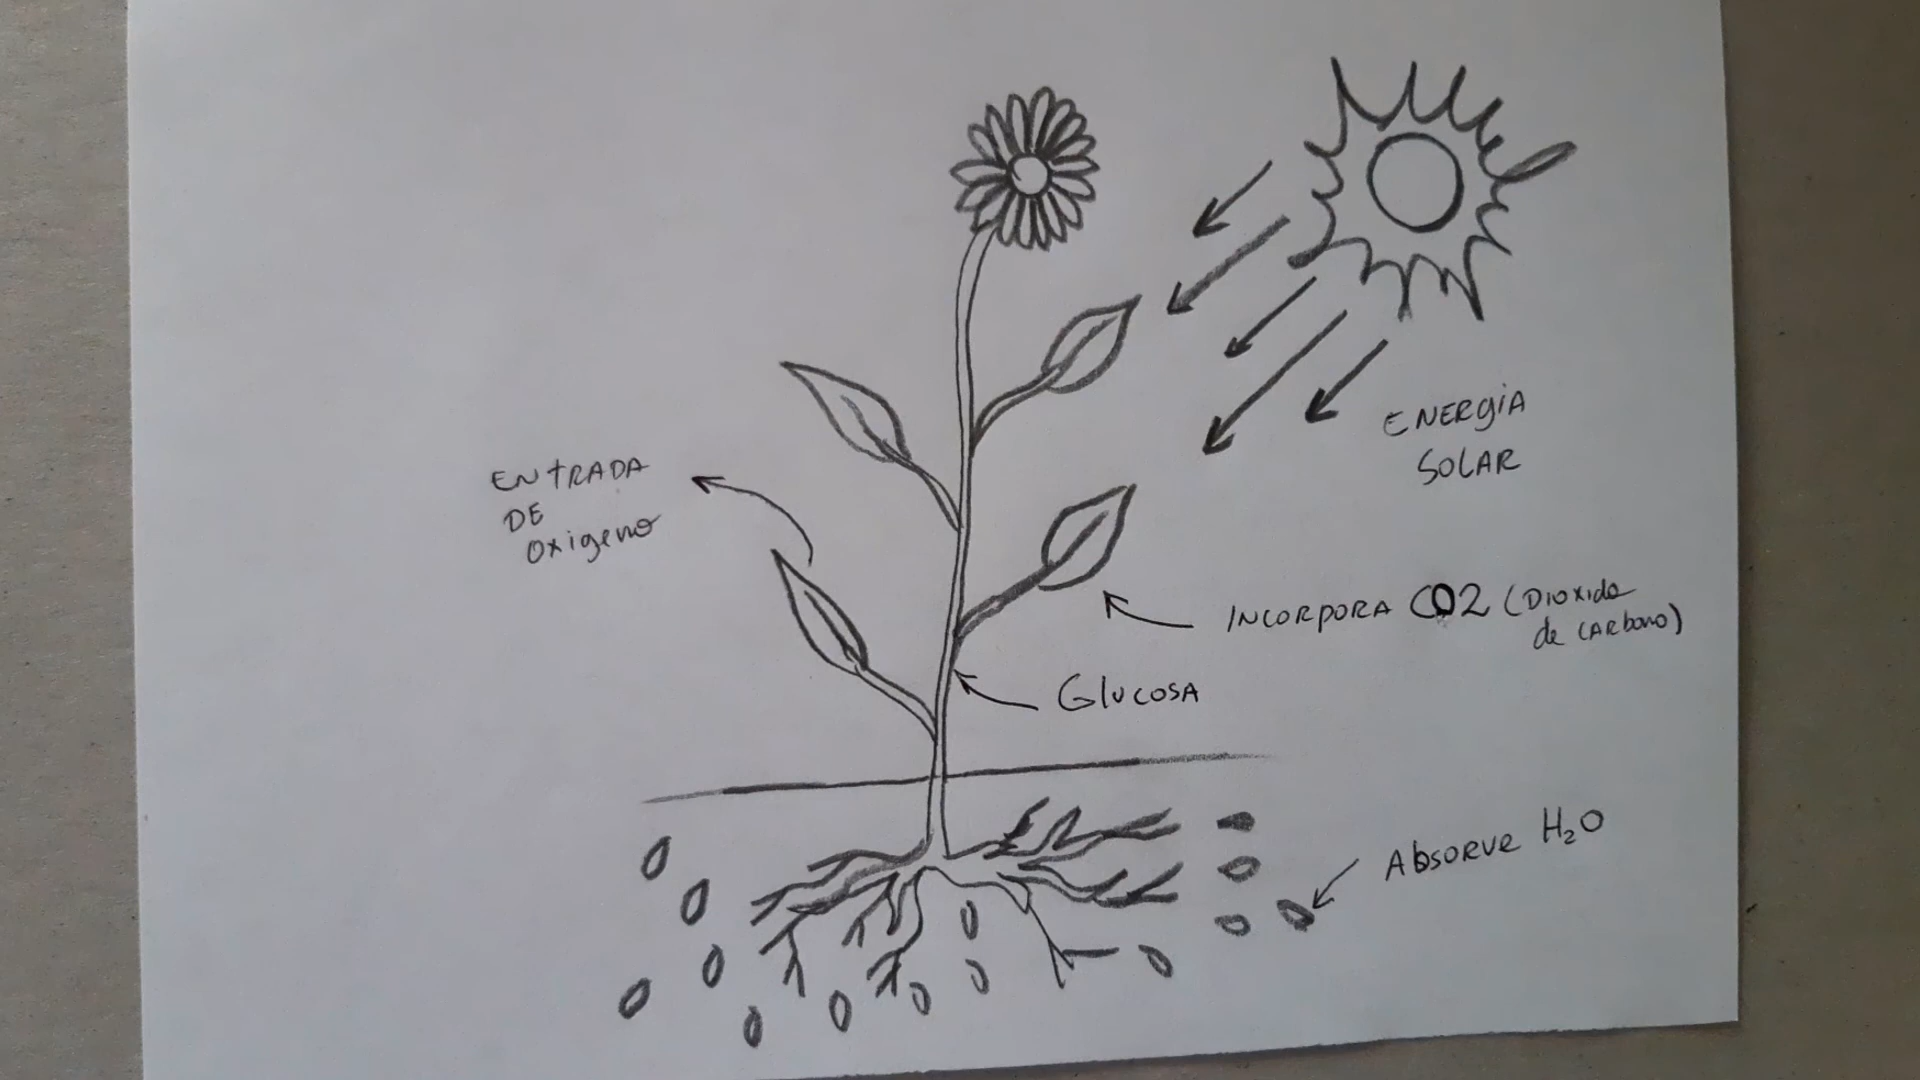 ENERGIA
SOLAR
ENTRADA
DE
Oxigeno
INCORPORA CO2 (Dioxido
de CARbono)
Glucosa
Absorve H₂O